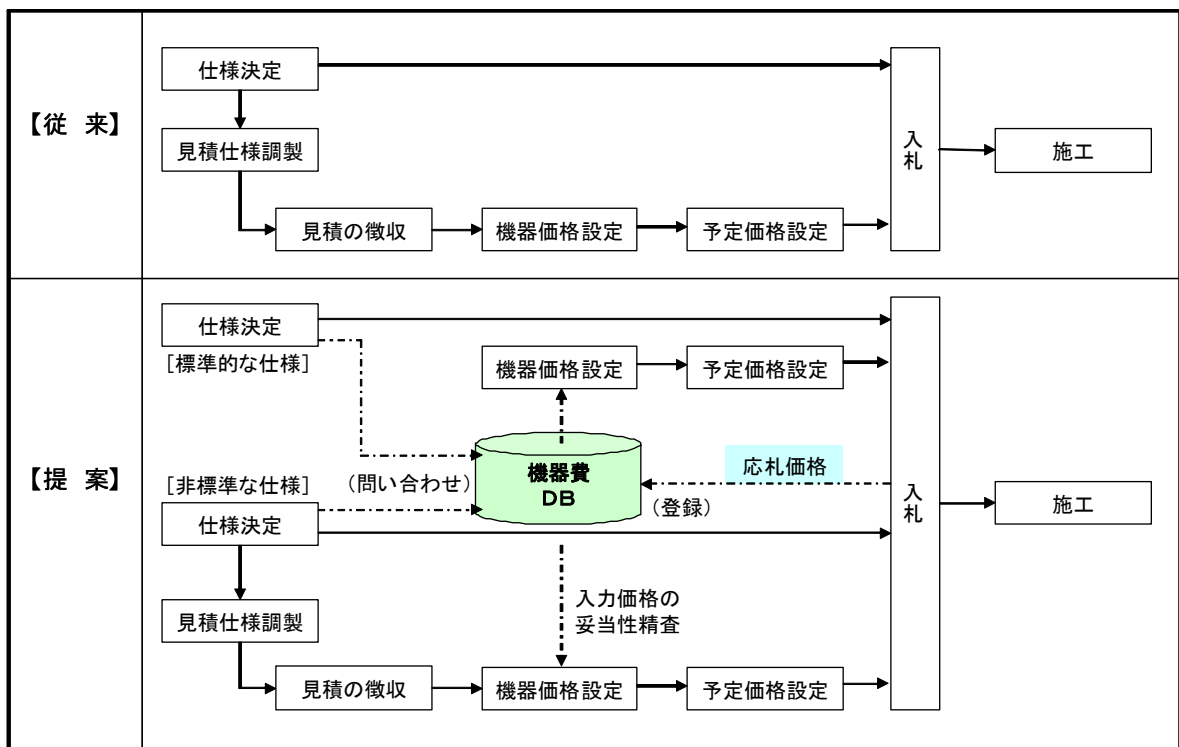 【従　来】
仕様決定
見積仕様調製
見積の徴収
機器価格設定
予定価格設定
入札
施工
【提　案】
仕様決定
[標準的な仕様]
機器価格設定
予定価格設定
機器費
ＤＢ
（問い合わせ）
応札価格
（登録）
入札
施工
[非標準な仕様]
仕様決定
入力価格の
妥当性精査
見積仕様調製
見積の徴収
機器価格設定
予定価格設定